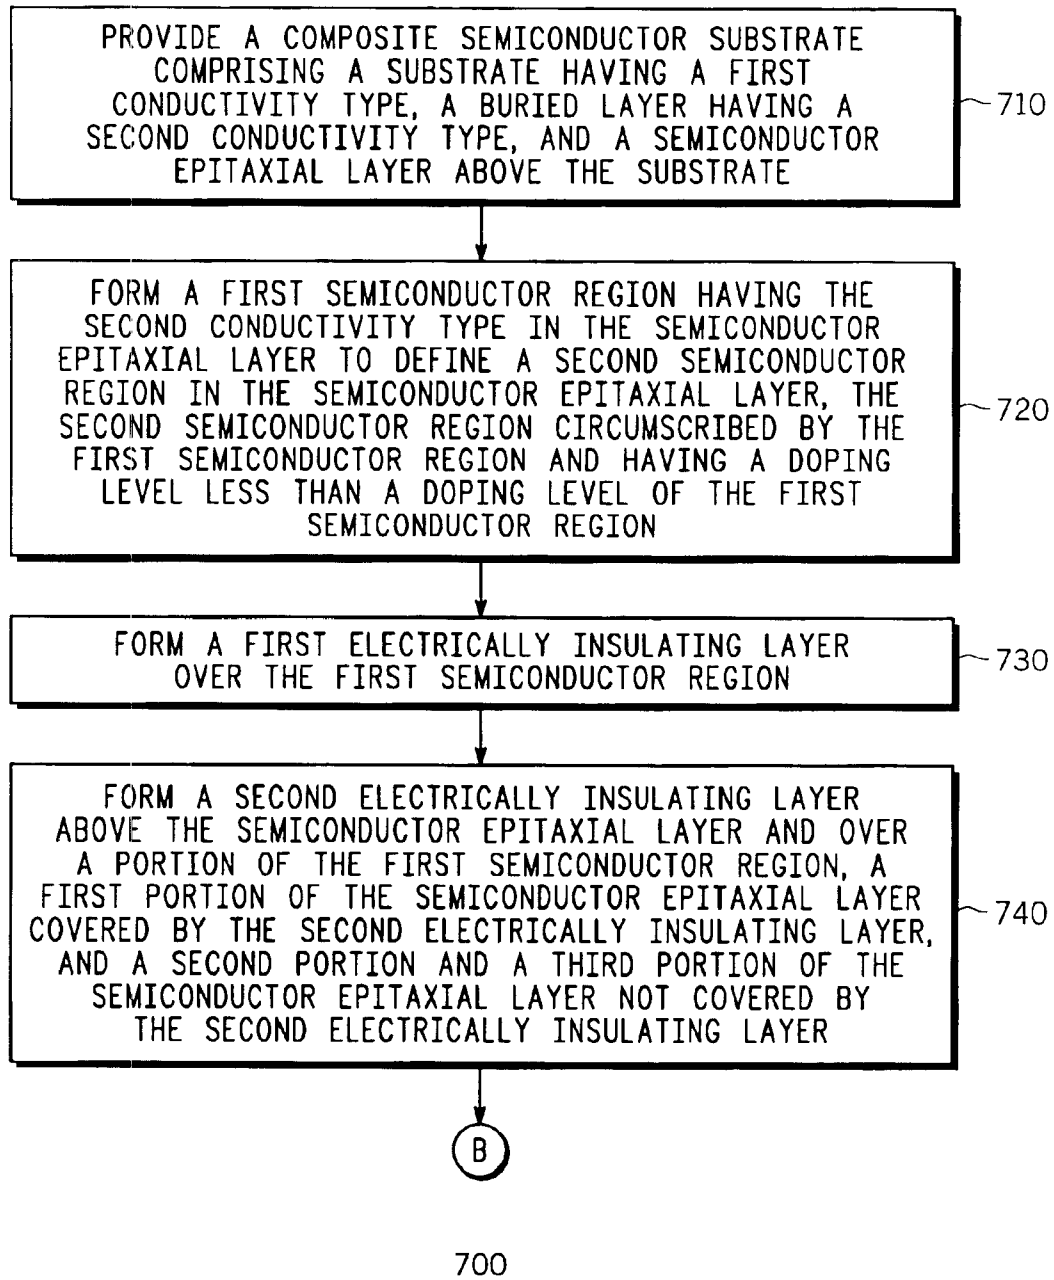 PROVIDE A COMPOSITE SEMICONDUCTOR SUBSTRATE
COMPRISING A SUBSTRATE HAVING A FIRST
CONDUCTIVITY TYPE, A BURIED LAYER HAVING A
SECOND CONDUCTIVITY TYPE, AND A SEMICONDUCTOR
EPITAXIAL LAYER ABOVE THE SUBSTRATE
710
FORM A FIRST SEMICONDUCTOR REGION HAVING THE
SECOND CONDUCTIVITY TYPE IN THE SEMICONDUCTOR
EPITAXIAL LAYER TO DEFINE A SECOND SEMICONDUCTOR
REGION IN THE SEMICONDUCTOR EPITAXIAL LAYER, THE
SECOND SEMICONDUCTOR REGION CIRCUMSCRIBED BY THE
FIRST SEMICONDUCTOR REGION AND HAVING A DOPING
LEVEL LESS THAN A DOPING LEVEL OF THE FIRST
SEMICONDUCTOR REGION
720
FORM A FIRST ELECTRICALLY INSULATING LAYER
OVER THE FIRST SEMICONDUCTOR REGION
730
FORM A SECOND ELECTRICALLY INSULATING LAYER
ABOVE THE SEMICONDUCTOR EPITAXIAL LAYER AND OVER
A PORTION OF THE FIRST SEMICONDUCTOR REGION, A
FIRST PORTION OF THE SEMICONDUCTOR EPITAXIAL LAYER
COVERED BY THE SECOND ELECTRICALLY INSULATING LAYER,
AND A SECOND PORTION AND A THIRD PORTION OF THE
SEMICONDUCTOR EPITAXIAL LAYER NOT COVERED BY
THE SECOND ELECTRICALLY INSULATING LAYER
740
B
700